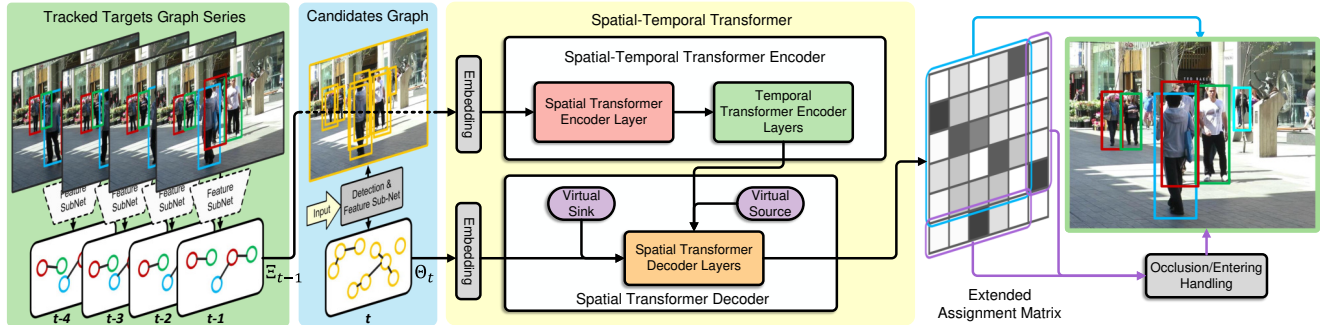 Tracked Targets Graph Series
Feature
SubNet
Feature
SubNet
Feature
SubNet
Feature
SubNet
t-4
t-3
t-2
t-1
Ξt−1
Candidates Graph
Input
Detection &
Feature Sub-Net
Θt
t
Spatial-Temporal Transformer
Embedding
Spatial-Temporal Transformer Encoder
Spatial Transformer
Encoder Layer
Temporal
Transformer Encoder
Layers
Embedding
Virtual
Sink
Virtual
Source
Spatial Transformer
Decoder Layers
Spatial Transformer Decoder
Extended
Assignment Matrix
Occlusion/Entering
Handling